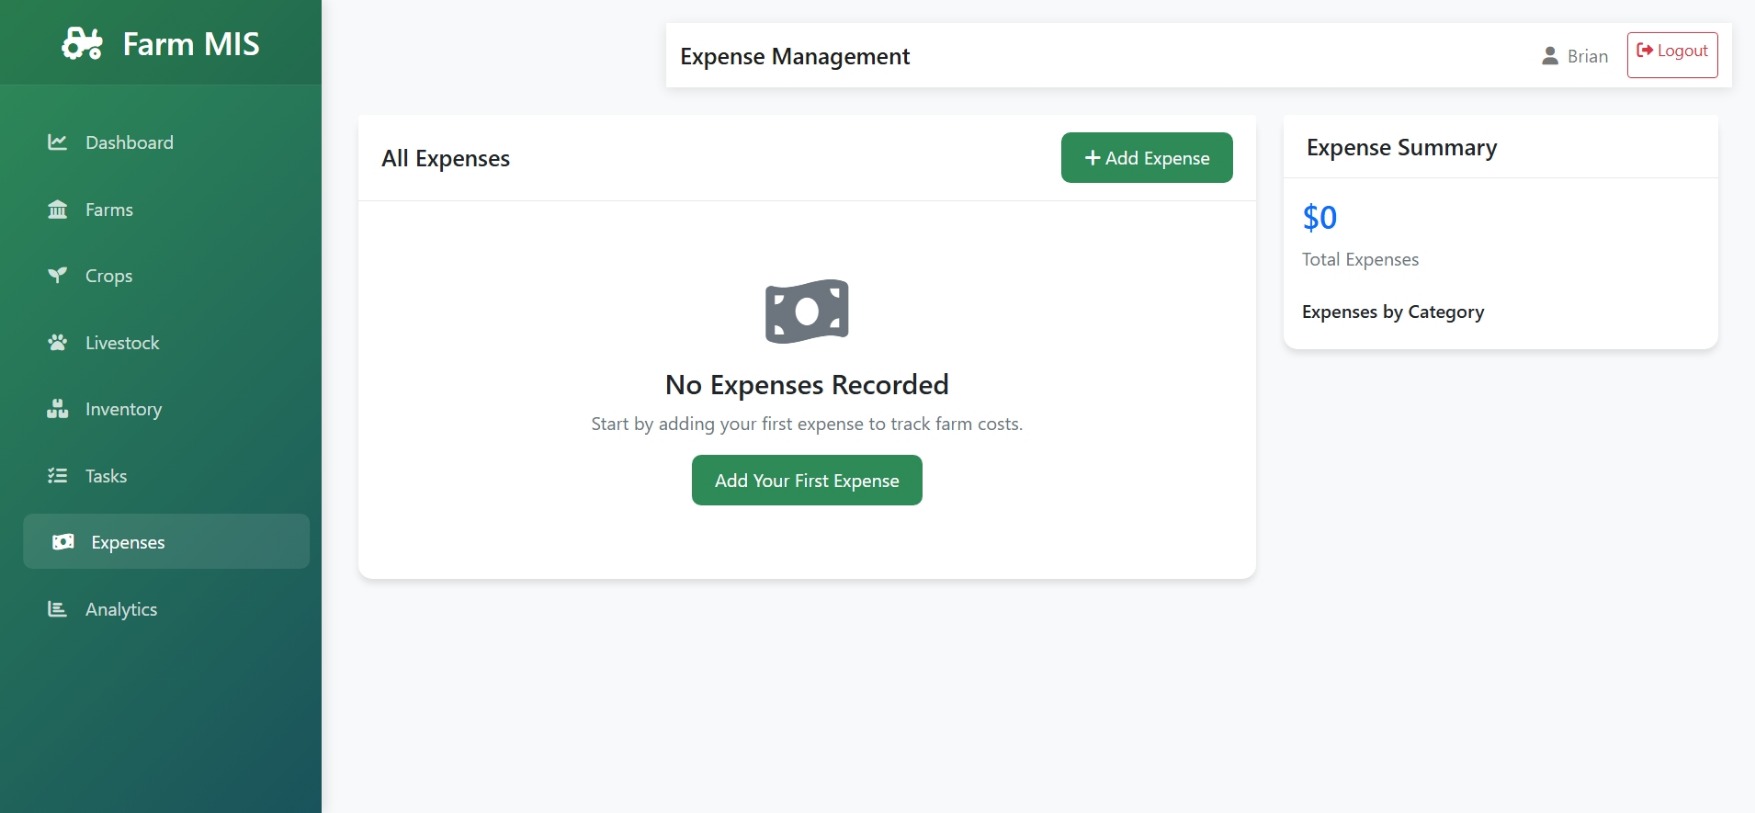 Farm MIS
Dashboard
Farms
Crops
Livestock
Inventory
Tasks
Expenses
Analytics
Expense Management
Brian
Logout
All Expenses
+ Add Expense
No Expenses Recorded
Start by adding your first expense to track farm costs.
Add Your First Expense
Expense Summary
$0
Total Expenses
Expenses by Category